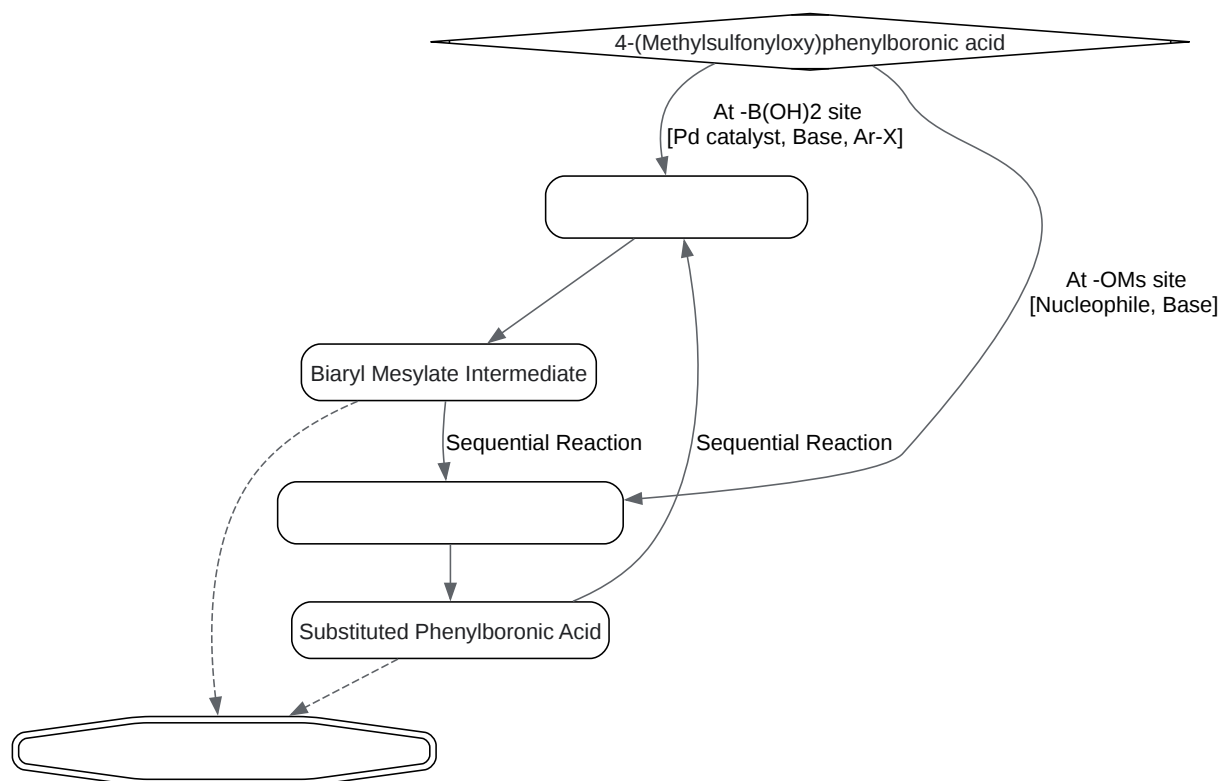 4-(Methylsulfonyloxy)phenylboronic acid
At -B(OH)2 site
[Pd catalyst, Base, Ar-X]
At -OMs site
[Nucleophile, Base]
Biaryl Mesylate Intermediate
Sequential Reaction
Sequential Reaction
Substituted Phenylboronic Acid